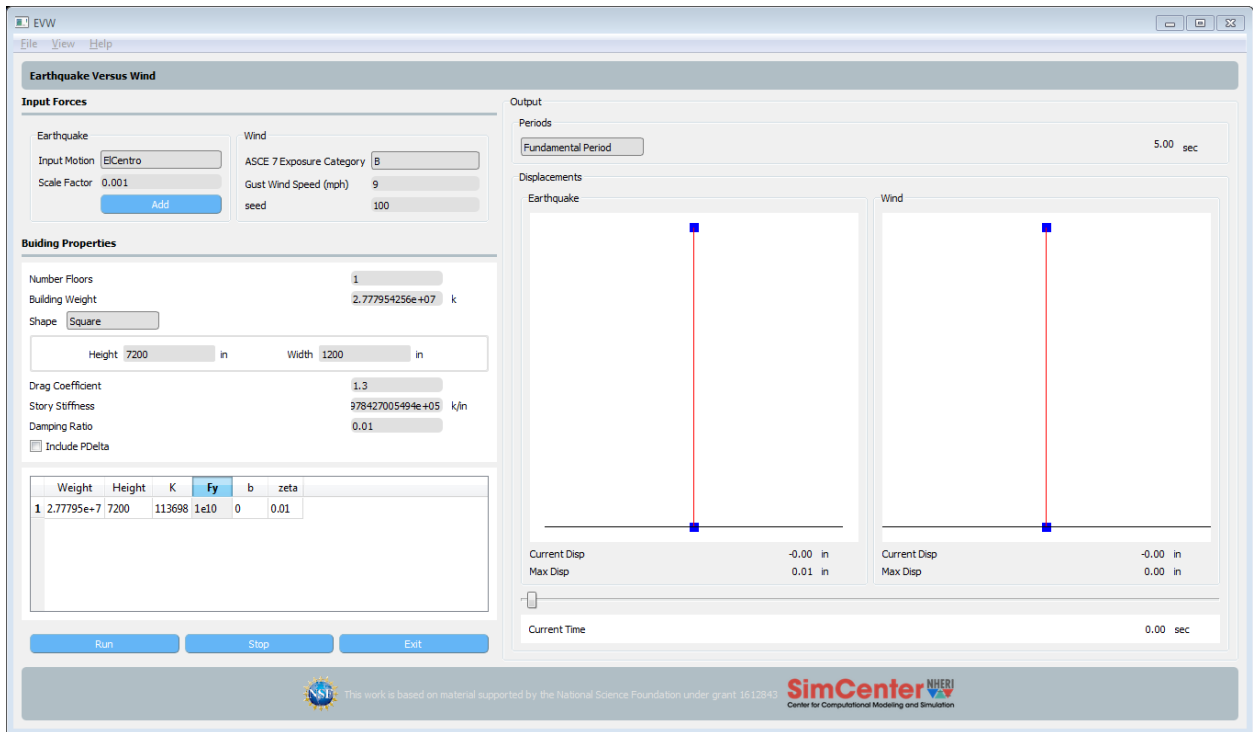 EVW
File View Help
Earthquake Versus Wind
Input Forces
Earthquake
Input Motion ElCentro
Scale Factor 0.001
Add
Wind
ASCE 7 Exposure Category B
Gust Wind Speed (mph) 9
seed 100
Buiding Properties
Number Floors 1
Building Weight 2.777954256e+07 k
Shape Square
Height 7200 in Width 1200 in
Drag Coefficient 1.3
Story Stiffness 978427005494e+05 k/in
Damping Ratio 0.01
Include PDelta
Weight Height K Fy b zeta
1 2.77795e+7 7200 113698 1e10 0 0.01
Run Stop Exit
Output
Periods
Fundamental Period 5.00 sec
Displacements
Earthquake
Current Disp -0.00 in
Max Disp 0.01 in
Wind
Current Disp -0.00 in
Max Disp 0.00 in
Current Time 0.00 sec
NSF This work is based on material supported by the National Science Foundation under grant 1612843
SimCenter NHERI
Center for Computational Modeling and Simulation